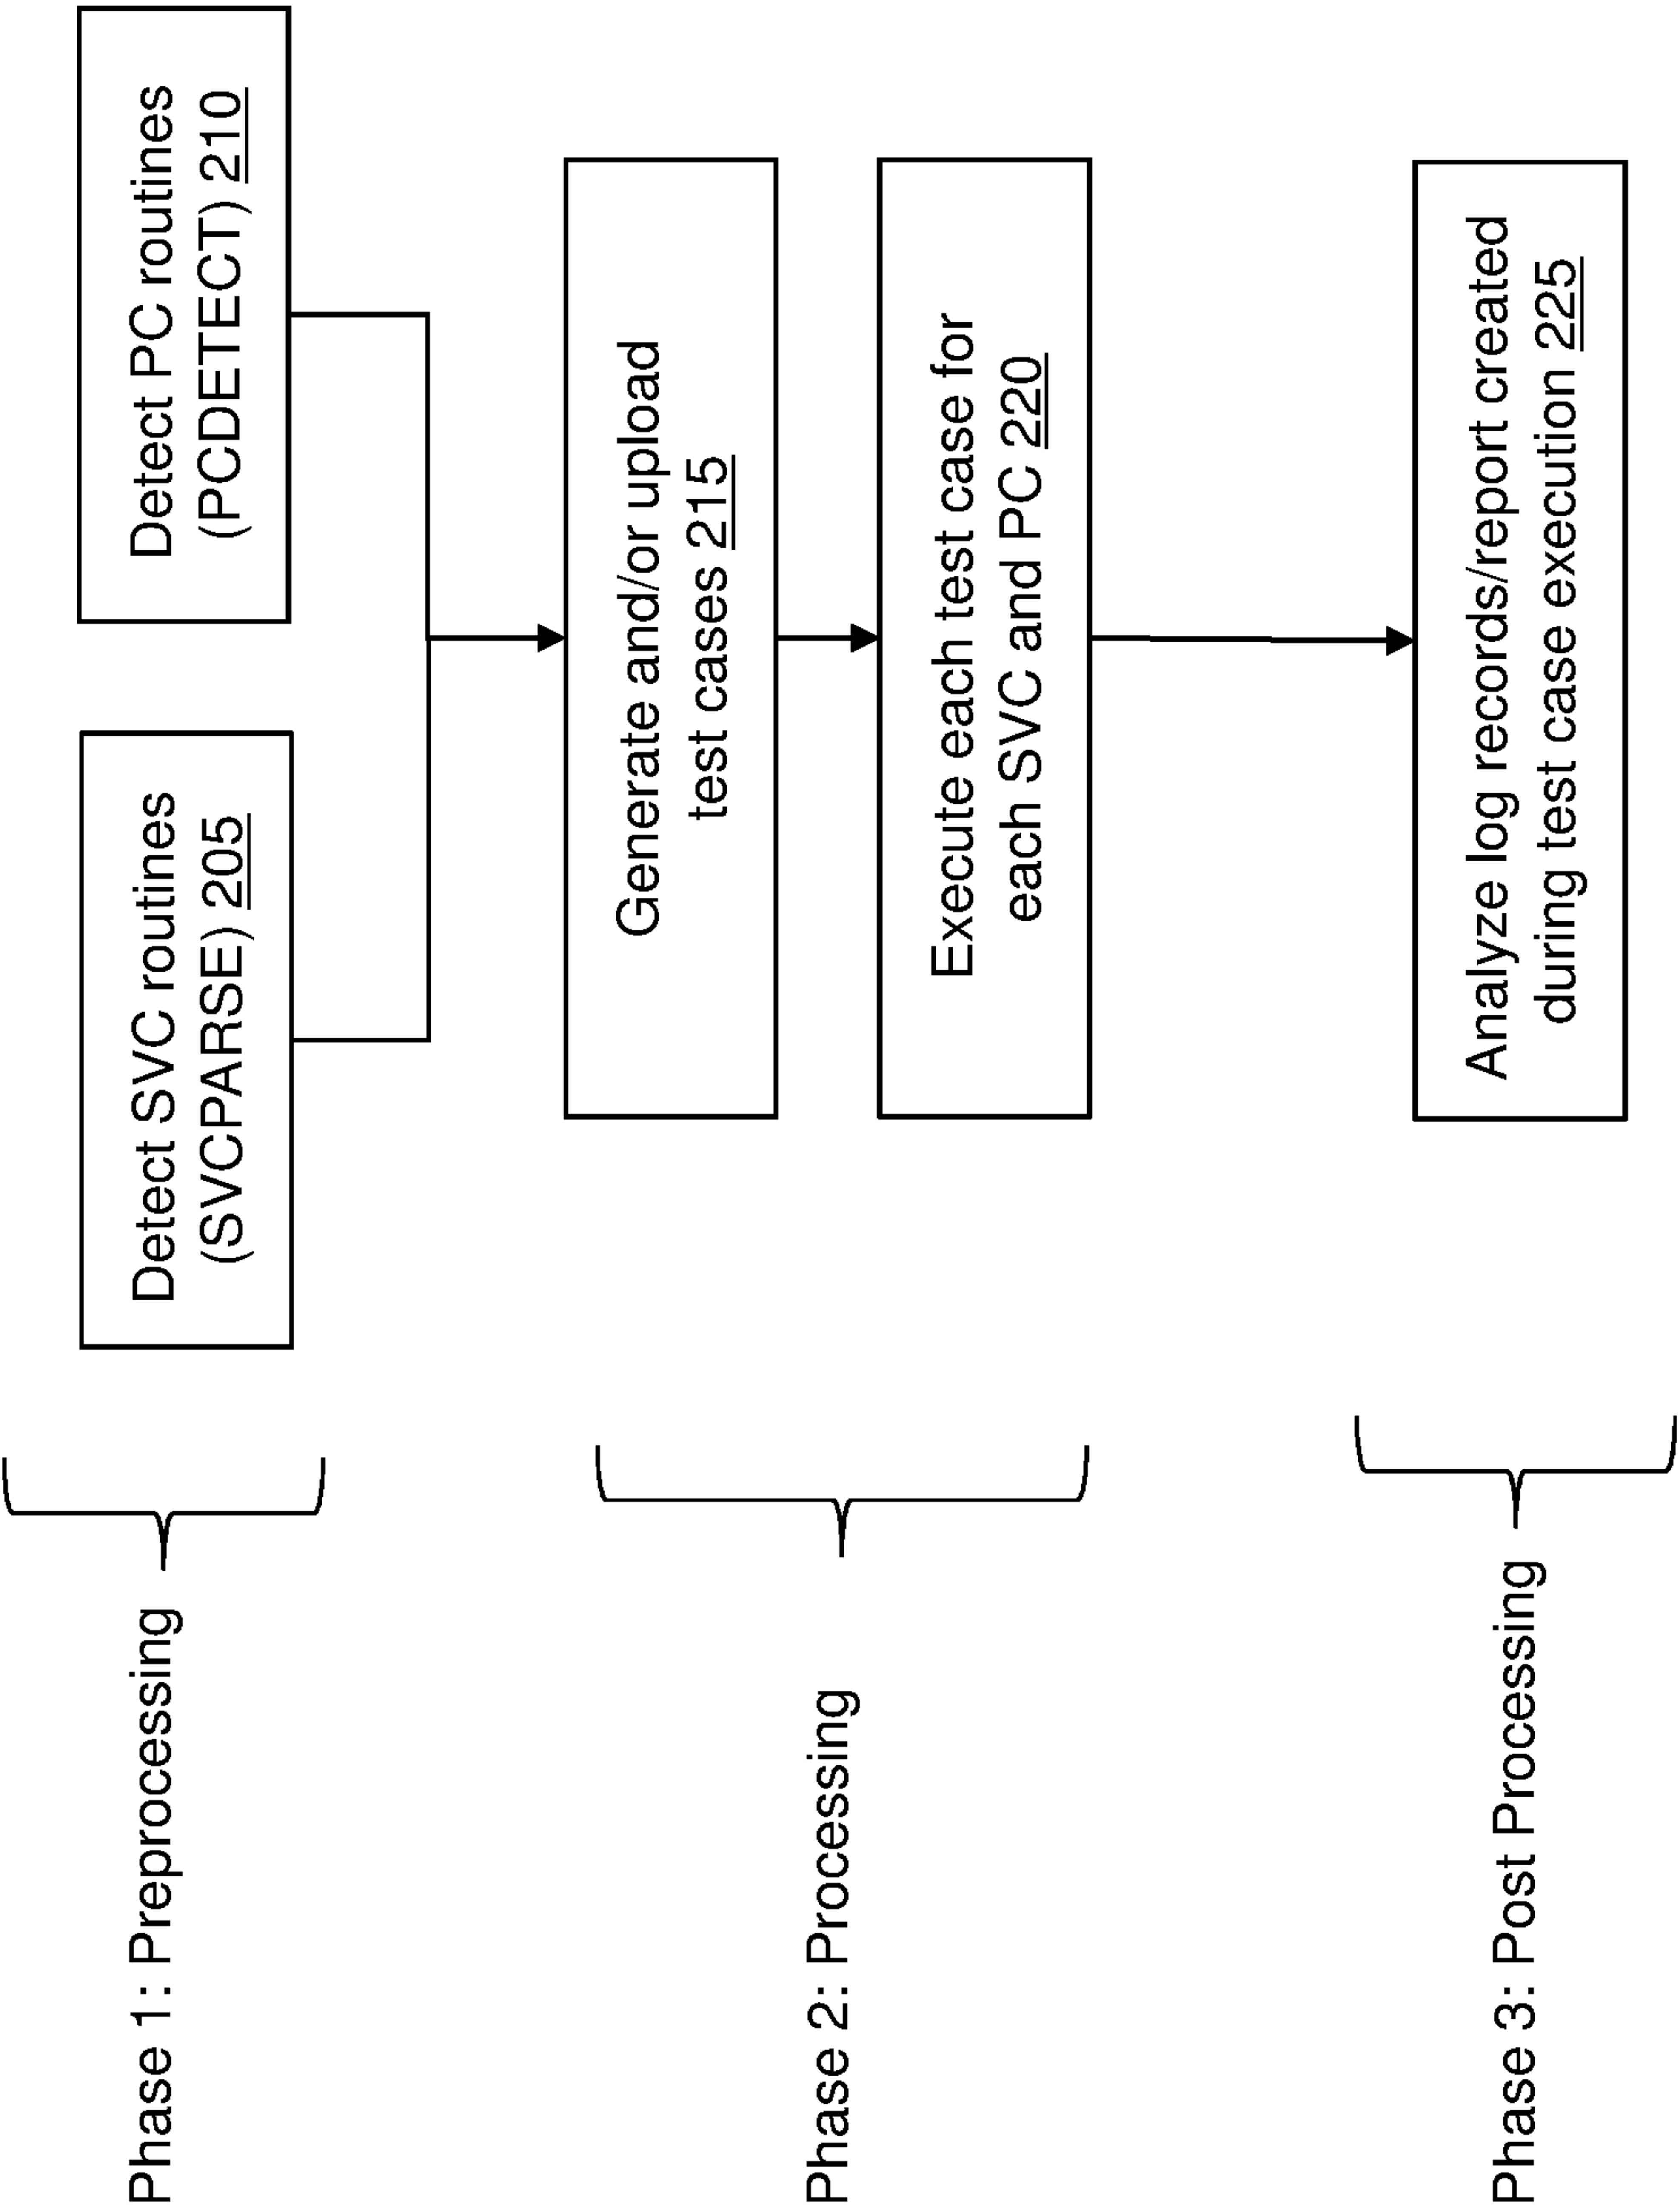 Phase 1: Preprocessing
Detect SVC routines
(SVCPARSE) 205
Detect PC routines
(PCDETECT) 210
Phase 2: Processing
Generate and/or upload
test cases 215
Execute each test case for
each SVC and PC 220
Phase 3: Post Processing
Analyze log records/report created
during test case execution 225